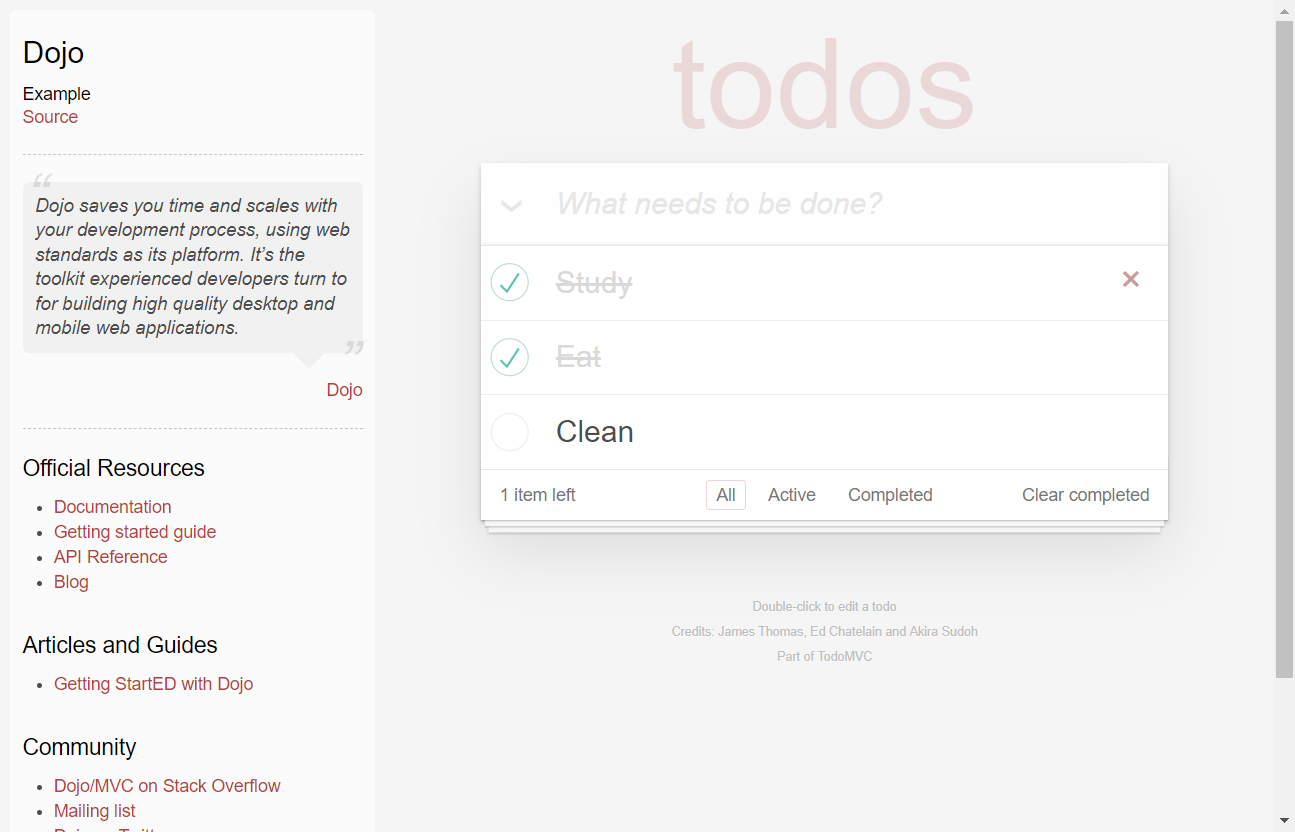 Dojo
Example
Source
“
Dojo saves you time and scales with
your development process, using web
standards as its platform. It’s the
toolkit experienced developers turn to
for building high quality desktop and
mobile web applications.
”
Dojo
Official Resources
Documentation
Getting started guide
API Reference
Blog
Articles and Guides
Getting StartED with Dojo
Community
Dojo/MVC on Stack Overflow
Mailing list
todos
What needs to be done?
Study
Eat
Clean
1 item left All Active Completed Clear completed
Double-click to edit a todo
Credits: James Thomas, Ed Chatelain and Akira Sudoh
Part of TodoMVC